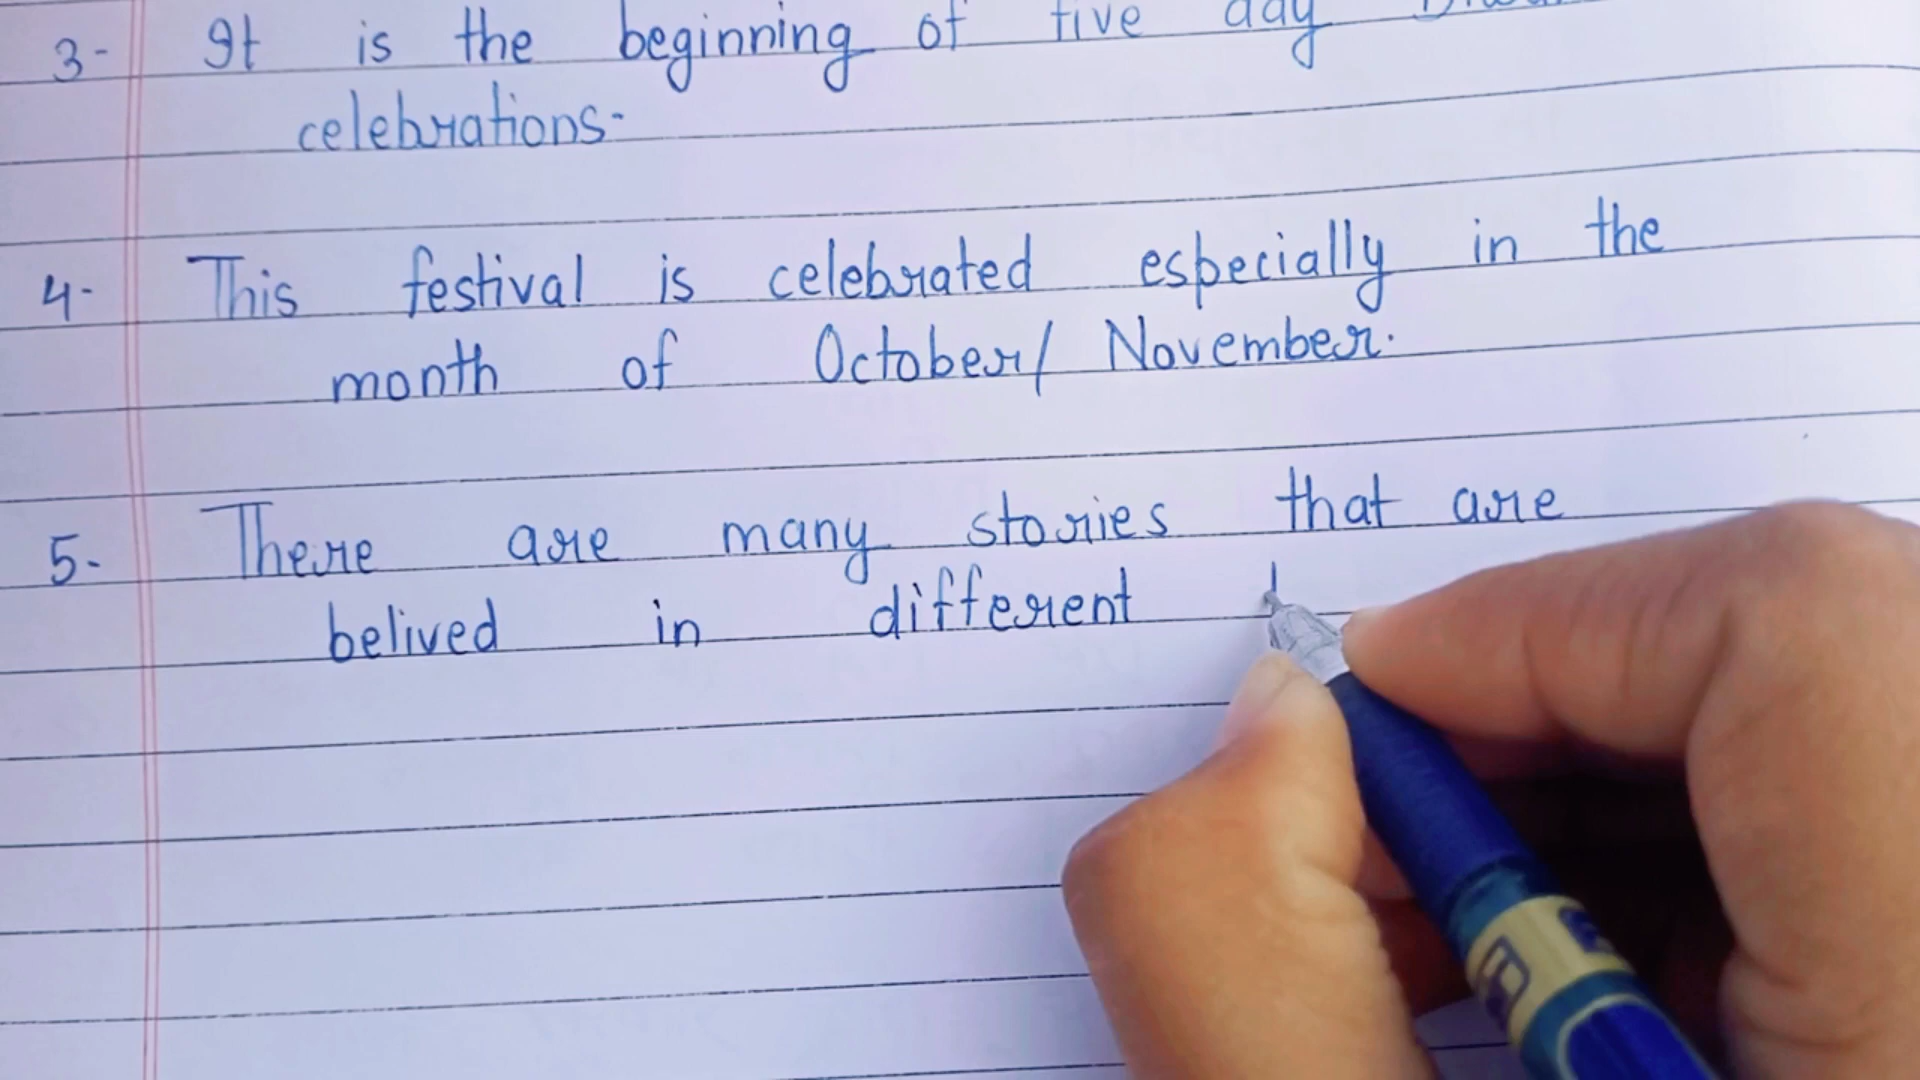 3- It is the beginning of five day
celebrations-
4- This festival is celebrated especially in the
month of October/ November.
5- There are many stories that are
belived in different